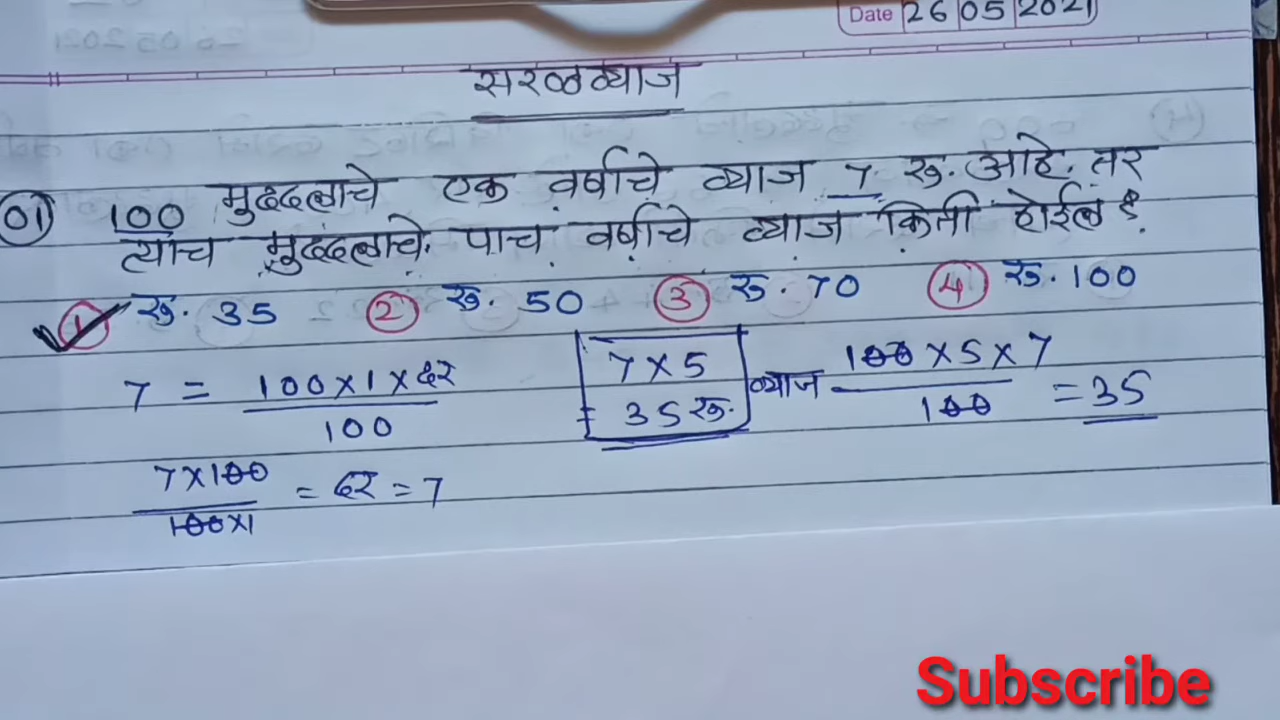 Date 26 05 2021
सरळव्याज
01 100 मुद्दलाचे एक वर्षाचे व्याज 7 रु. आहे. तर
त्याच मुद्दलाचे. पाच वर्षाचे व्याज किती होईल ?
1 रु. 35 2 रु. 50 3 रु. 70 4 रु. 100
7 = 100 × 1 × दर / 100
7 × 5
= 35 रु.
व्याज 100 × 5 × 7 / 100 = 35
7 × 100 / 100 × 1 = दर = 7
Subscribe